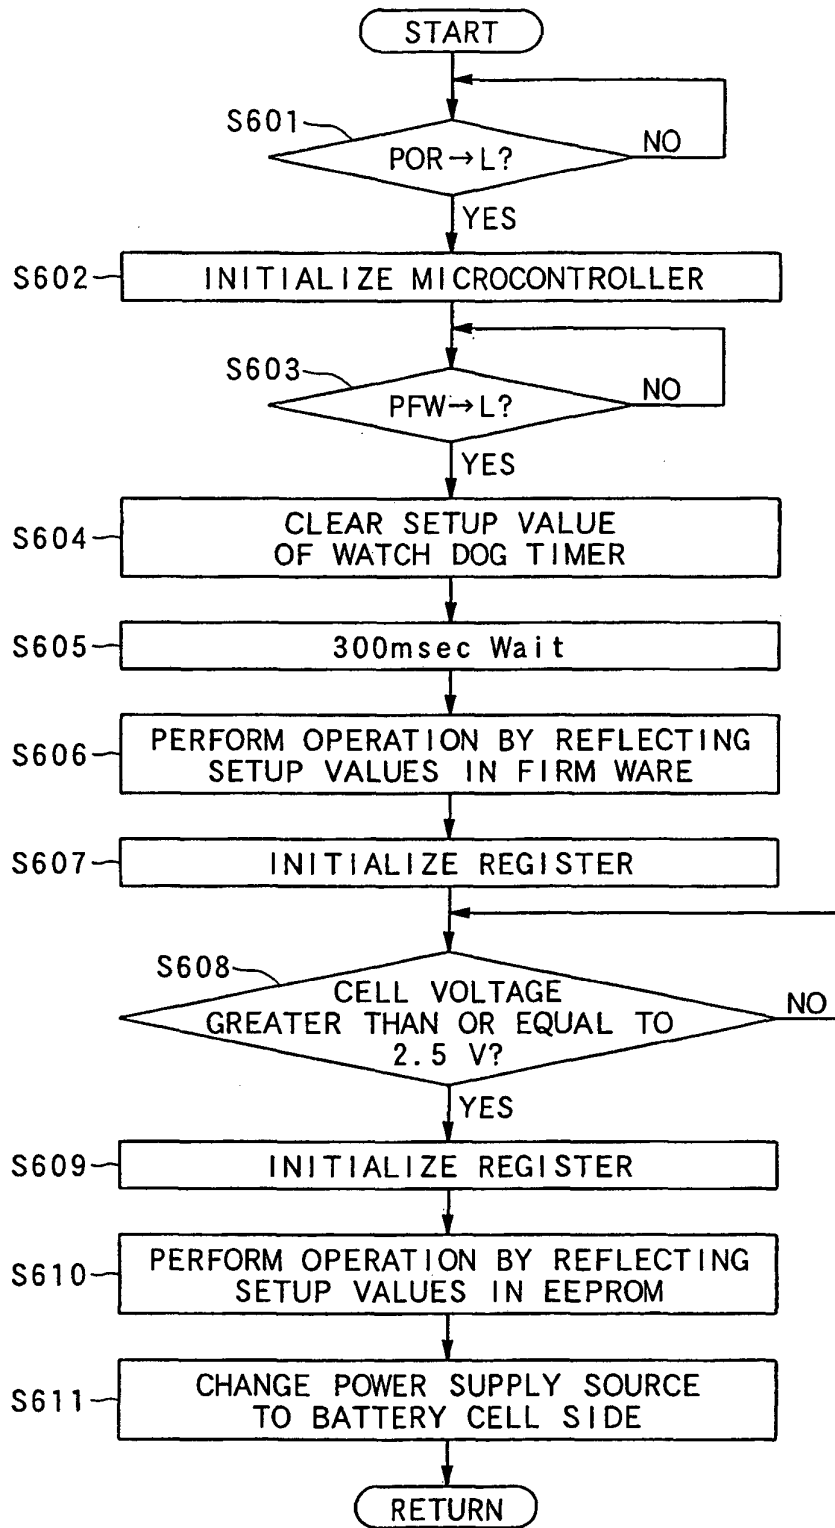 START
S601
POR→L?
NO
YES
S602
INITIALIZE MICROCONTROLLER
S603
PFW→L?
NO
YES
S604
CLEAR SETUP VALUE
OF WATCH DOG TIMER
S605
300msec Wait
S606
PERFORM OPERATION BY REFLECTING
SETUP VALUES IN FIRM WARE
S607
INITIALIZE REGISTER
S608
CELL VOLTAGE
GREATER THAN OR EQUAL TO
2.5 V?
NO
YES
S609
INITIALIZE REGISTER
S610
PERFORM OPERATION BY REFLECTING
SETUP VALUES IN EEPROM
S611
CHANGE POWER SUPPLY SOURCE
TO BATTERY CELL SIDE
RETURN